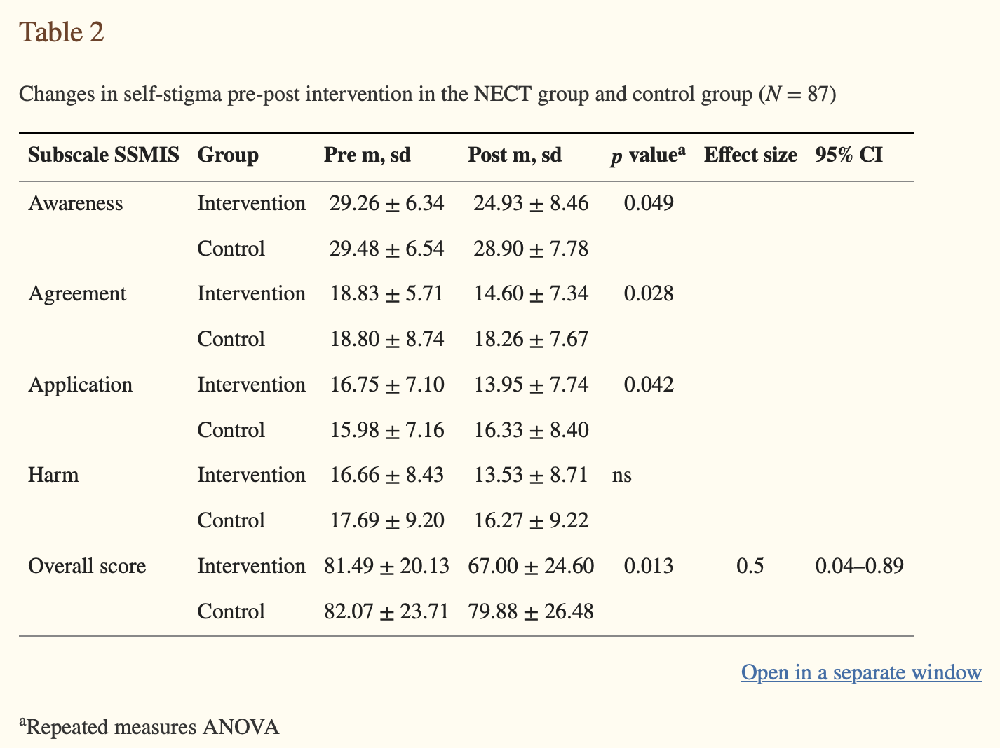 Table 2
Changes in self-stigma pre-post intervention in the NECT group and control group (N = 87)
Subscale SSMIS Group Pre m, sd Post m, sd p valueᵃ Effect size 95% CI
Awareness Intervention 29.26 ± 6.34 24.93 ± 8.46 0.049
Control 29.48 ± 6.54 28.90 ± 7.78
Agreement Intervention 18.83 ± 5.71 14.60 ± 7.34 0.028
Control 18.80 ± 8.74 18.26 ± 7.67
Application Intervention 16.75 ± 7.10 13.95 ± 7.74 0.042
Control 15.98 ± 7.16 16.33 ± 8.40
Harm Intervention 16.66 ± 8.43 13.53 ± 8.71 ns
Control 17.69 ± 9.20 16.27 ± 9.22
Overall score Intervention 81.49 ± 20.13 67.00 ± 24.60 0.013 0.5 0.04–0.89
Control 82.07 ± 23.71 79.88 ± 26.48
Open in a separate window
ᵃRepeated measures ANOVA